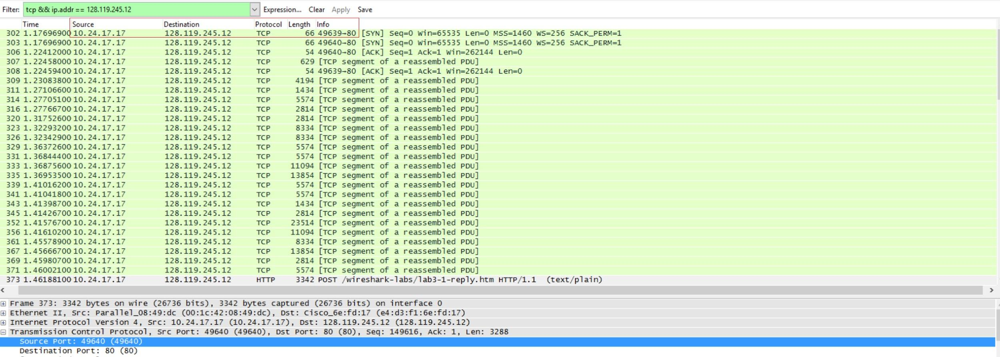 Filter: tcp && ip.addr == 128.119.245.12 Expression... Clear Apply Save
Time Source Destination Protocol Length Info
302 1.17696900 10.24.17.17 128.119.245.12 TCP 66 49639→80 [SYN] Seq=0 Win=65535 Len=0 MSS=1460 WS=256 SACK_PERM=1
303 1.17696900 10.24.17.17 128.119.245.12 TCP 66 49640→80 [SYN] Seq=0 Win=65535 Len=0 MSS=1460 WS=256 SACK_PERM=1
306 1.22412000 10.24.17.17 128.119.245.12 TCP 54 49640→80 [ACK] Seq=1 Ack=1 Win=262144 Len=0
307 1.22458000 10.24.17.17 128.119.245.12 TCP 629 [TCP segment of a reassembled PDU]
308 1.22459400 10.24.17.17 128.119.245.12 TCP 54 49639→80 [ACK] Seq=1 Ack=1 Win=262144 Len=0
309 1.23083800 10.24.17.17 128.119.245.12 TCP 4194 [TCP segment of a reassembled PDU]
311 1.27106600 10.24.17.17 128.119.245.12 TCP 1434 [TCP segment of a reassembled PDU]
314 1.27705100 10.24.17.17 128.119.245.12 TCP 5574 [TCP segment of a reassembled PDU]
316 1.27766700 10.24.17.17 128.119.245.12 TCP 2814 [TCP segment of a reassembled PDU]
320 1.31752600 10.24.17.17 128.119.245.12 TCP 2814 [TCP segment of a reassembled PDU]
323 1.32293200 10.24.17.17 128.119.245.12 TCP 8334 [TCP segment of a reassembled PDU]
326 1.32342900 10.24.17.17 128.119.245.12 TCP 8334 [TCP segment of a reassembled PDU]
329 1.36372600 10.24.17.17 128.119.245.12 TCP 5574 [TCP segment of a reassembled PDU]
331 1.36844400 10.24.17.17 128.119.245.12 TCP 5574 [TCP segment of a reassembled PDU]
333 1.36875600 10.24.17.17 128.119.245.12 TCP 11094 [TCP segment of a reassembled PDU]
335 1.36953500 10.24.17.17 128.119.245.12 TCP 13854 [TCP segment of a reassembled PDU]
339 1.41016200 10.24.17.17 128.119.245.12 TCP 5574 [TCP segment of a reassembled PDU]
341 1.41041800 10.24.17.17 128.119.245.12 TCP 5574 [TCP segment of a reassembled PDU]
343 1.41398700 10.24.17.17 128.119.245.12 TCP 1434 [TCP segment of a reassembled PDU]
345 1.41426700 10.24.17.17 128.119.245.12 TCP 2814 [TCP segment of a reassembled PDU]
352 1.41576700 10.24.17.17 128.119.245.12 TCP 23514 [TCP segment of a reassembled PDU]
356 1.41610200 10.24.17.17 128.119.245.12 TCP 11094 [TCP segment of a reassembled PDU]
361 1.45578900 10.24.17.17 128.119.245.12 TCP 8334 [TCP segment of a reassembled PDU]
367 1.45666700 10.24.17.17 128.119.245.12 TCP 13854 [TCP segment of a reassembled PDU]
369 1.45980700 10.24.17.17 128.119.245.12 TCP 2814 [TCP segment of a reassembled PDU]
371 1.46002100 10.24.17.17 128.119.245.12 TCP 5574 [TCP segment of a reassembled PDU]
373 1.46188100 10.24.17.17 128.119.245.12 HTTP 3342 POST /wireshark-labs/lab3-1-reply.htm HTTP/1.1 (text/plain)
Frame 373: 3342 bytes on wire (26736 bits), 3342 bytes captured (26736 bits) on interface 0
Ethernet II, Src: Parallel_08:49:dc (00:1c:42:08:49:dc), Dst: Cisco_6e:fd:17 (e4:d3:f1:6e:fd:17)
Internet Protocol Version 4, Src: 10.24.17.17 (10.24.17.17), Dst: 128.119.245.12 (128.119.245.12)
Transmission Control Protocol, Src Port: 49640 (49640), Dst Port: 80 (80), Seq: 149616, Ack: 1, Len: 3288
Source Port: 49640 (49640)
Destination Port: 80 (80)